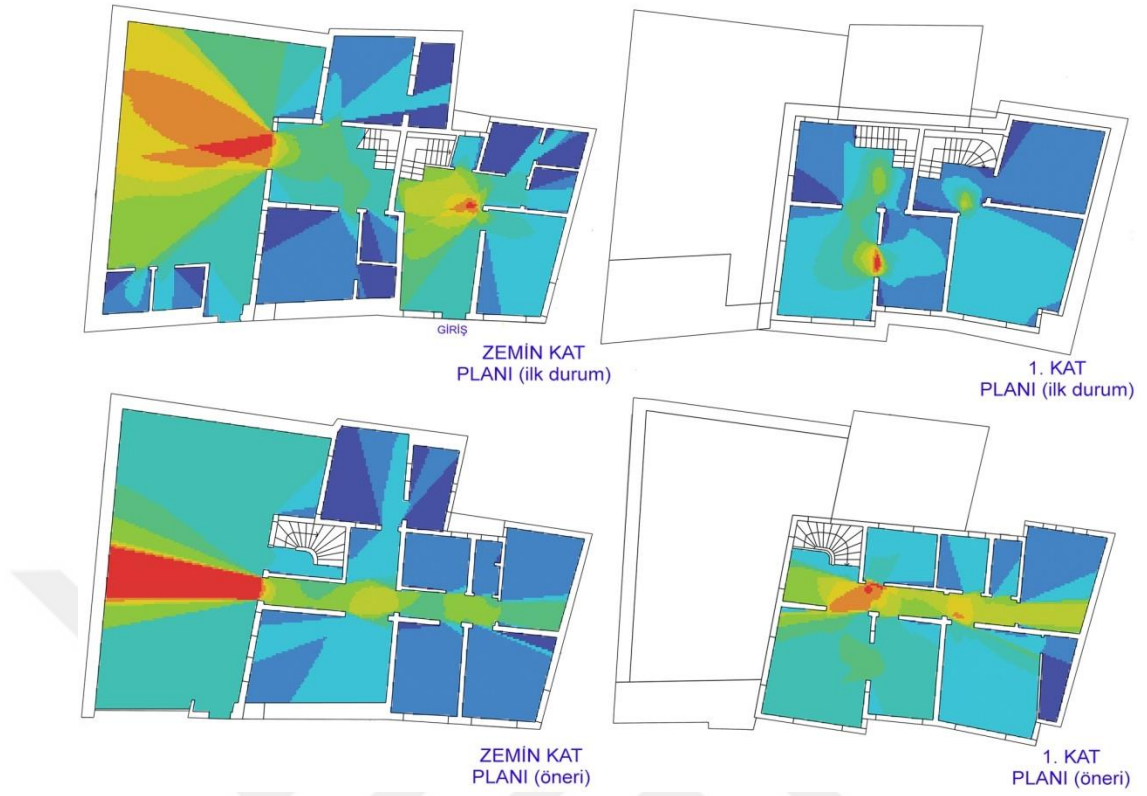 GİRİŞ
ZEMİN KAT
PLANI (ilk durum)
1. KAT
PLANI (ilk durum)
ZEMİN KAT
PLANI (öneri)
1. KAT
PLANI (öneri)